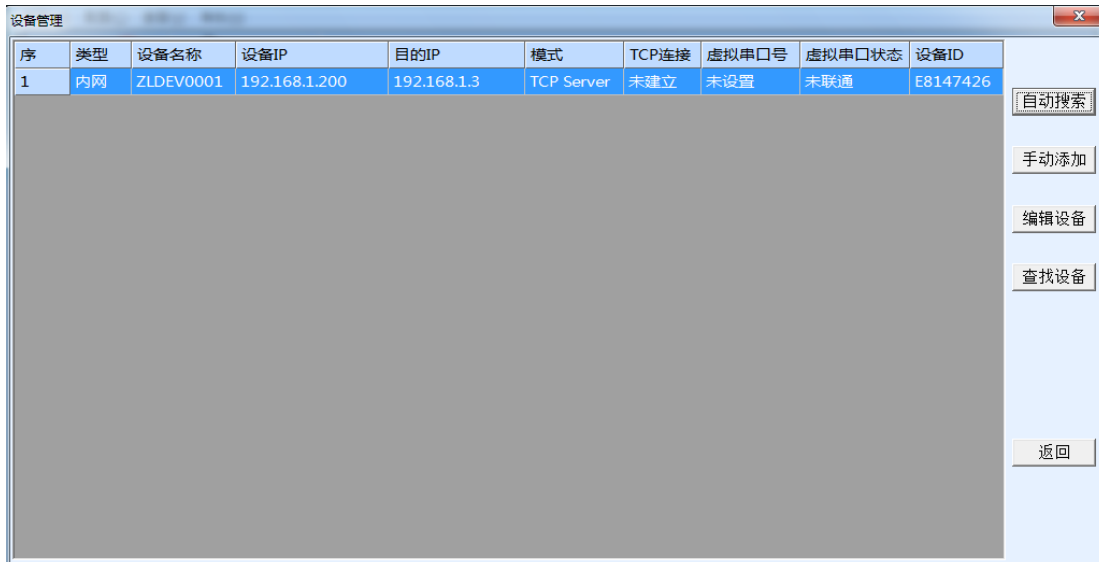 设备管理
序 类型 设备名称 设备IP 目的IP 模式 TCP连接 虚拟串口号 虚拟串口状态 设备ID
1 内网 ZLDEV0001 192.168.1.200 192.168.1.3 TCP Server 未建立 未设置 未联通 E8147426
自动搜索
手动添加
编辑设备
查找设备
返回